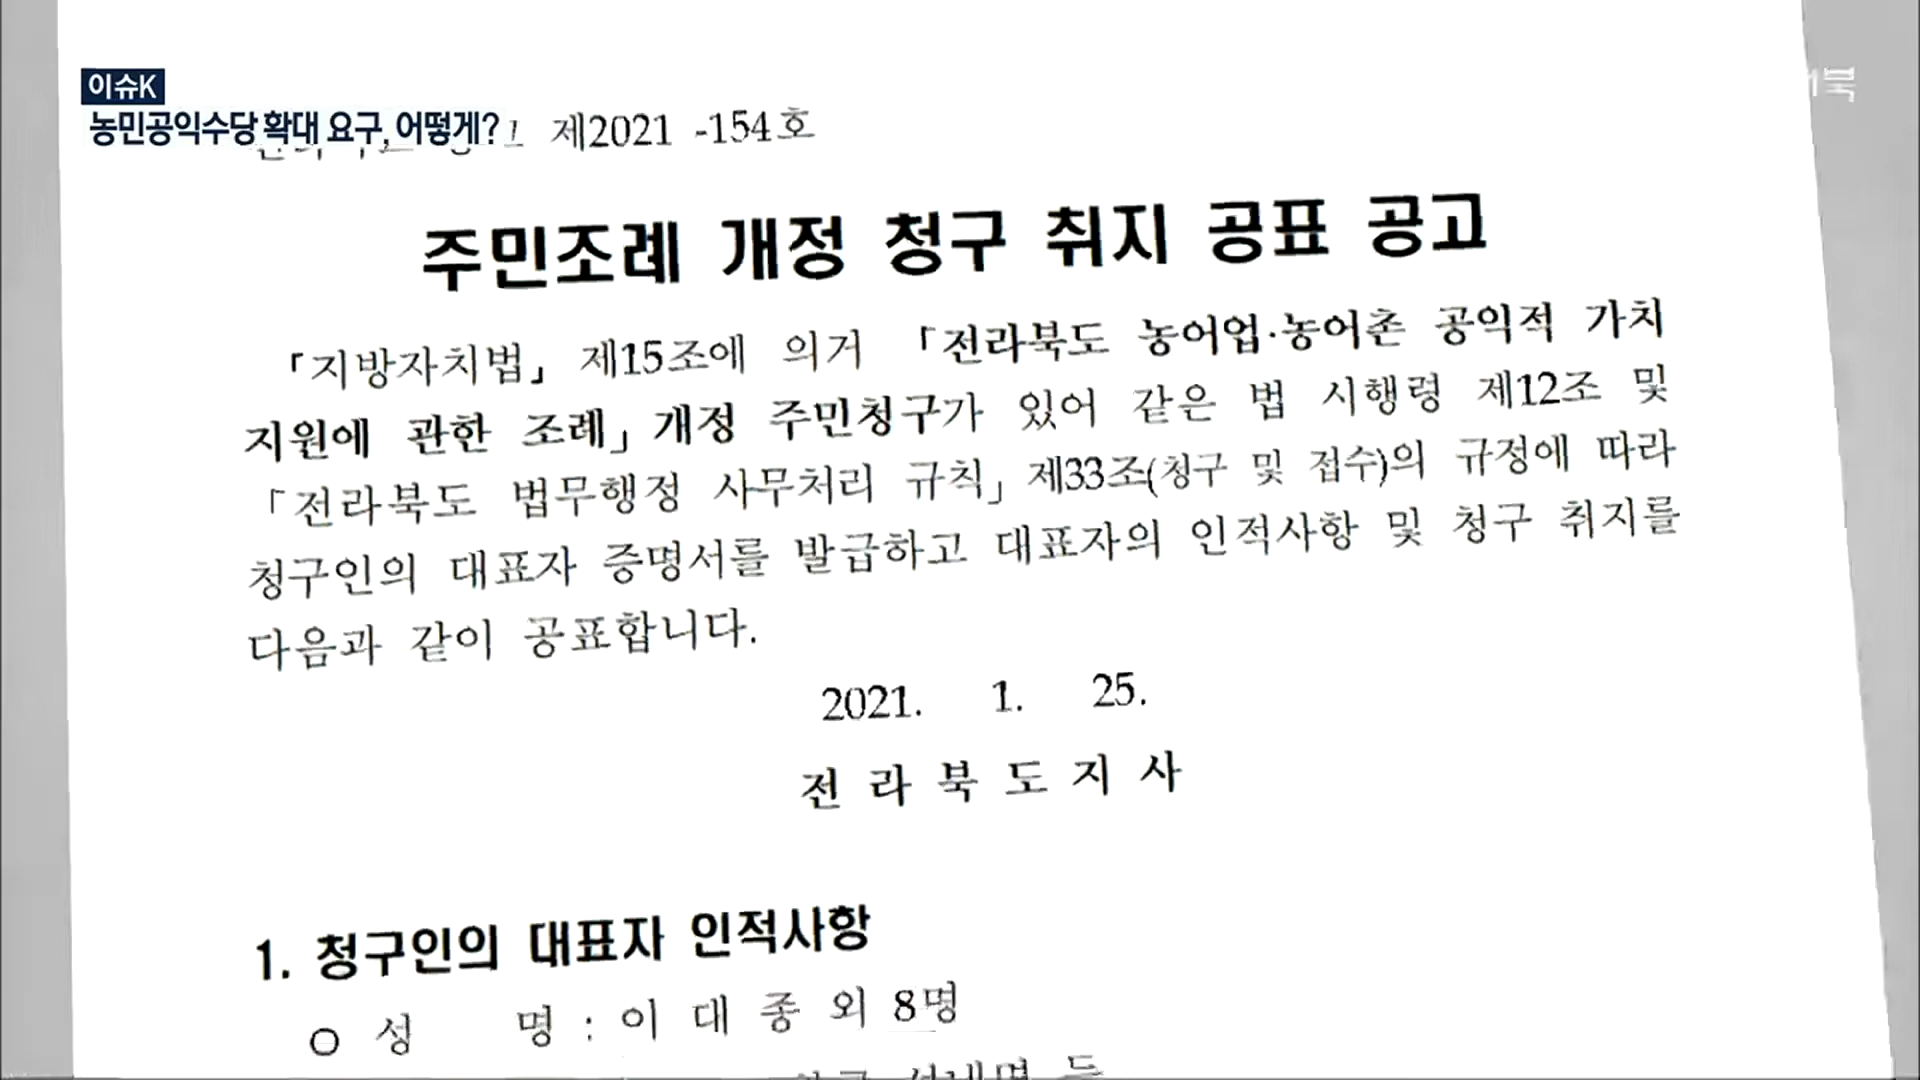 이슈K
농민공익수당 확대 요구, 어떻게?
제2021 -154호
북
주민조례 개정 청구 취지 공표 공고
「지방자치법」 제15조에 의거 「전라북도 농어업·농어촌 공익적 가치
지원에 관한 조례」개정 주민청구가 있어 같은 법 시행령 제12조 및
「전라북도 법무행정 사무처리 규칙」제33조(청구 및 접수)의 규정에 따라
청구인의 대표자 증명서를 발급하고 대표자의 인적사항 및 청구 취지를
다음과 같이 공표합니다.
2021. 1. 25.
전 라 북 도 지 사
1. 청구인의 대표자 인적사항
○ 성 명 : 이 대 종 외 8명